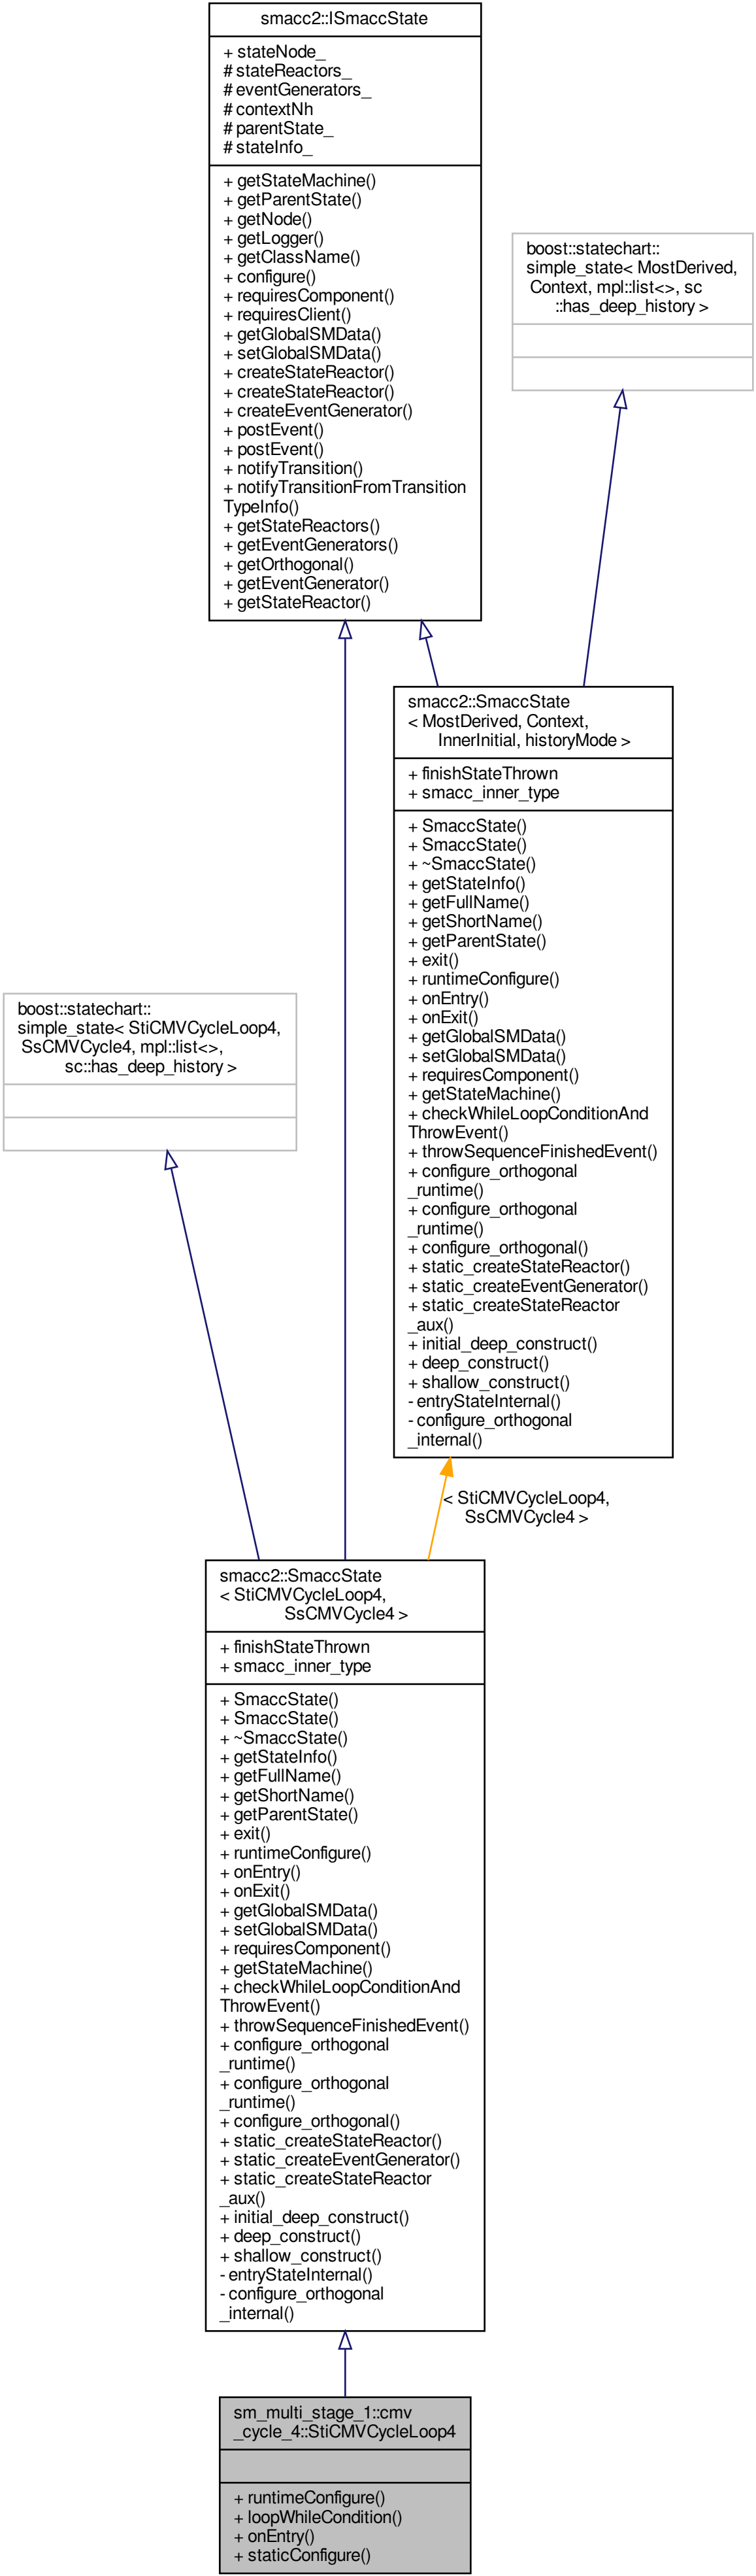 smacc2::ISmaccState
+ stateNode_
# stateReactors_
# eventGenerators_
# contextNh
# parentState_
# stateInfo_
+ getStateMachine()
+ getParentState()
+ getNode()
+ getLogger()
+ getClassName()
+ configure()
+ requiresComponent()
+ requiresClient()
+ getGlobalSMData()
+ setGlobalSMData()
+ createStateReactor()
+ createStateReactor()
+ createEventGenerator()
+ postEvent()
+ postEvent()
+ notifyTransition()
+ notifyTransitionFromTransition
TypeInfo()
+ getStateReactors()
+ getEventGenerators()
+ getOrthogonal()
+ getEventGenerator()
+ getStateReactor()
boost::statechart::
simple_state< MostDerived,
Context, mpl::list<>, sc
::has_deep_history >
smacc2::SmaccState
< MostDerived, Context,
InnerInitial, historyMode >
+ finishStateThrown
+ smacc_inner_type
+ SmaccState()
+ SmaccState()
+ ~SmaccState()
+ getStateInfo()
+ getFullName()
+ getShortName()
+ getParentState()
+ exit()
+ runtimeConfigure()
+ onEntry()
+ onExit()
+ getGlobalSMData()
+ setGlobalSMData()
+ requiresComponent()
+ getStateMachine()
+ checkWhileLoopConditionAnd
ThrowEvent()
+ throwSequenceFinishedEvent()
+ configure_orthogonal
_runtime()
+ configure_orthogonal
_runtime()
+ configure_orthogonal()
+ static_createStateReactor()
+ static_createEventGenerator()
+ static_createStateReactor
_aux()
+ initial_deep_construct()
+ deep_construct()
+ shallow_construct()
- entryStateInternal()
- configure_orthogonal
_internal()
boost::statechart::
simple_state< StiCMVCycleLoop4,
SsCMVCycle4, mpl::list<>,
sc::has_deep_history >
< StiCMVCycleLoop4,
SsCMVCycle4 >
smacc2::SmaccState
< StiCMVCycleLoop4,
SsCMVCycle4 >
+ finishStateThrown
+ smacc_inner_type
+ SmaccState()
+ SmaccState()
+ ~SmaccState()
+ getStateInfo()
+ getFullName()
+ getShortName()
+ getParentState()
+ exit()
+ runtimeConfigure()
+ onEntry()
+ onExit()
+ getGlobalSMData()
+ setGlobalSMData()
+ requiresComponent()
+ getStateMachine()
+ checkWhileLoopConditionAnd
ThrowEvent()
+ throwSequenceFinishedEvent()
+ configure_orthogonal
_runtime()
+ configure_orthogonal
_runtime()
+ configure_orthogonal()
+ static_createStateReactor()
+ static_createEventGenerator()
+ static_createStateReactor
_aux()
+ initial_deep_construct()
+ deep_construct()
+ shallow_construct()
- entryStateInternal()
- configure_orthogonal
_internal()
sm_multi_stage_1::cmv
_cycle_4::StiCMVCycleLoop4
+ runtimeConfigure()
+ loopWhileCondition()
+ onEntry()
+ staticConfigure()